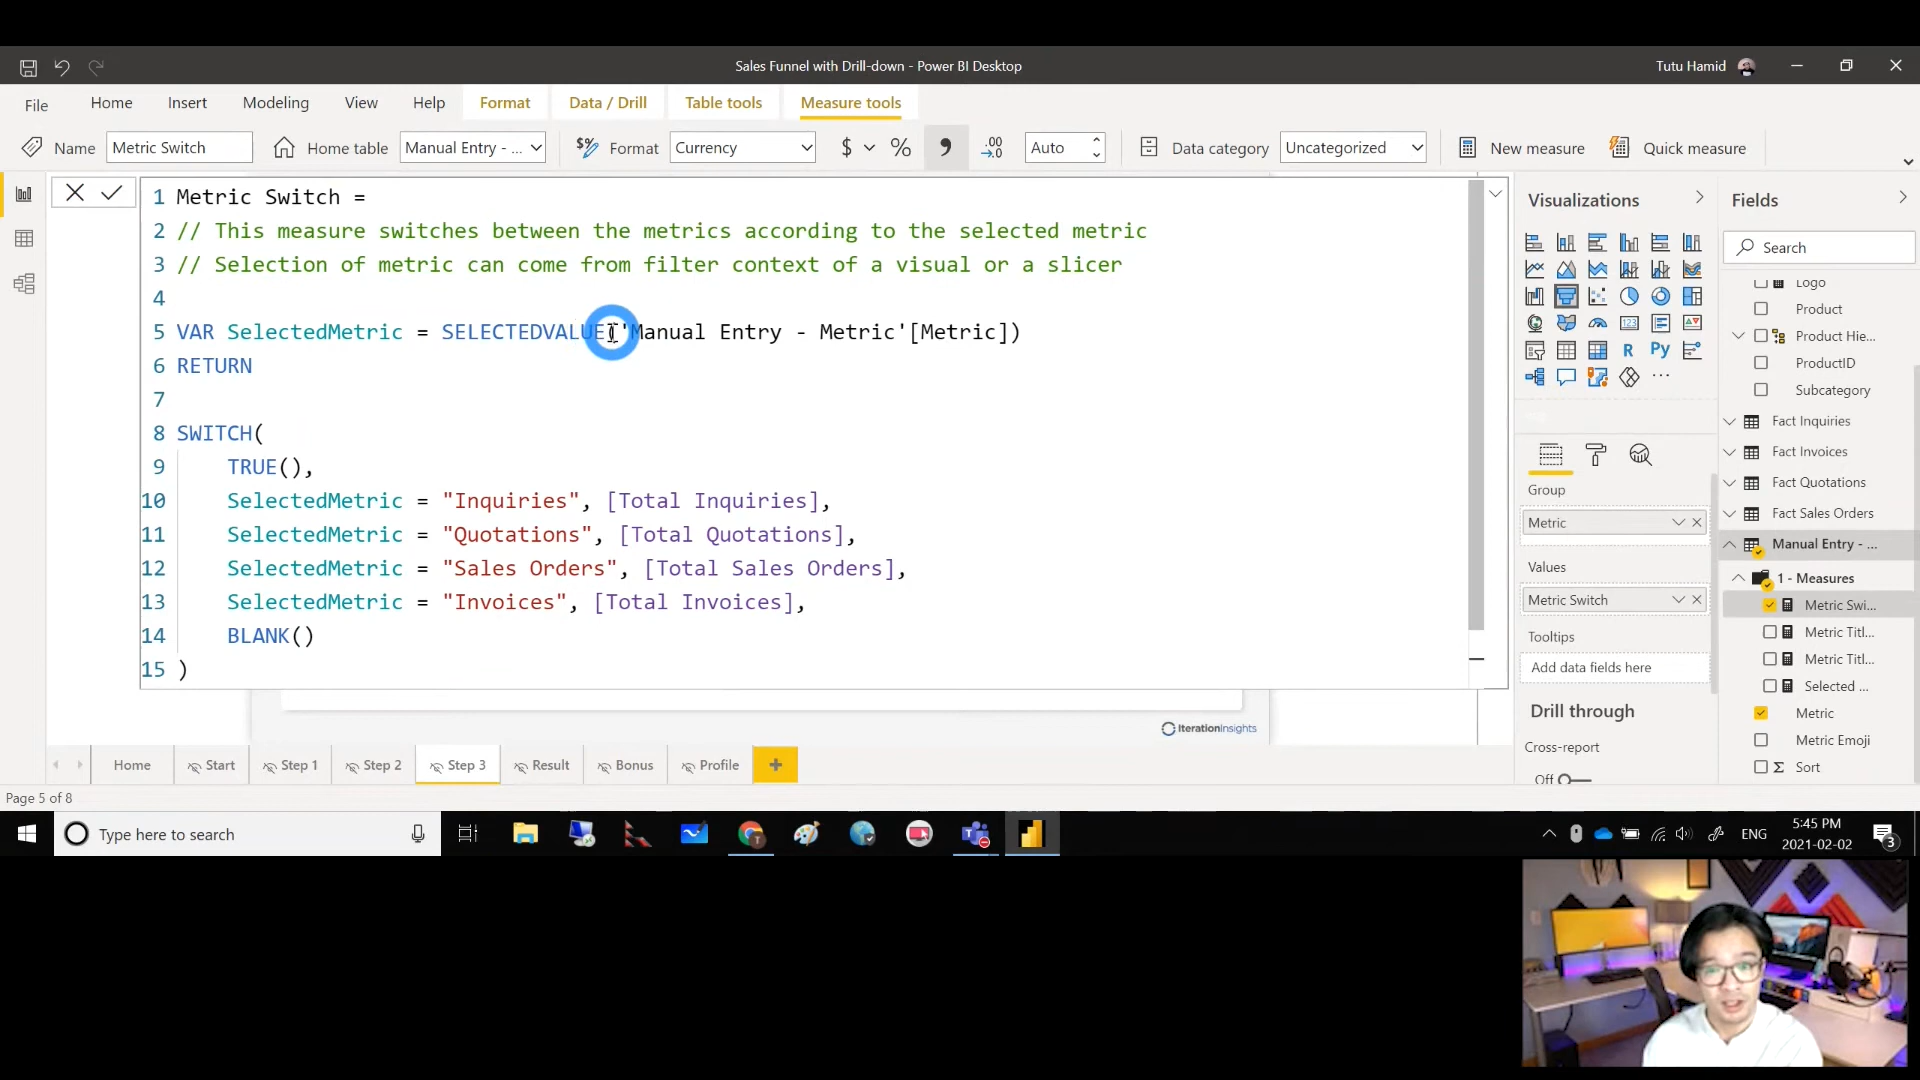 Sales Funnel with Drill-down - Power BI Desktop
Tutu Hamid
File Home Insert Modeling View Help Format Data / Drill Table tools Measure tools
Name Metric Switch Home table Manual Entry - ... Format Currency $ % 9 .00 Auto Data category Uncategorized New measure Quick measure
1 Metric Switch =
2 // This measure switches between the metrics according to the selected metric
3 // Selection of metric can come from filter context of a visual or a slicer
4
5 VAR SelectedMetric = SELECTEDVALUE('Manual Entry - Metric'[Metric])
6 RETURN
7
8 SWITCH(
9 TRUE(),
10 SelectedMetric = "Inquiries", [Total Inquiries],
11 SelectedMetric = "Quotations", [Total Quotations],
12 SelectedMetric = "Sales Orders", [Total Sales Orders],
13 SelectedMetric = "Invoices", [Total Invoices],
14 BLANK()
15 )
IterationInsights
Visualizations
R Py
...
Group
Metric
Values
Metric Switch
Tooltips
Add data fields here
Drill through
Cross-report
Off
Fields
Search
Logo
Product
Product Hie...
ProductID
Subcategory
Fact Inquiries
Fact Invoices
Fact Quotations
Fact Sales Orders
Manual Entry - ...
1 - Measures
Metric Swi...
Metric Titl...
Metric Titl...
Selected ...
Metric
Metric Emoji
Σ Sort
Home Start Step 1 Step 2 Step 3 Result Bonus Profile +
Page 5 of 8
Type here to search
ENG
5:45 PM
2021-02-02
3